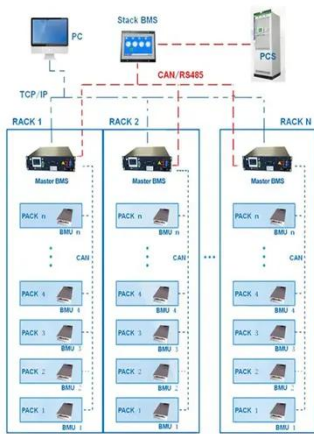 PC
Stack BMS
PCS
CAN/RS485
TCP/IP
RACK 1
RACK 2
RACK N
Master BMS
Master BMS
Master BMS
PACK n
PACK n
PACK n
BMU n
BMU n
BMU n
CAN
CAN
CAN
PACK 4
PACK 4
PACK 4
BMU 4
BMU 4
BMU 4
PACK 3
PACK 3
PACK 3
BMU 3
BMU 3
BMU 3
PACK 2
PACK 2
PACK 2
BMU 2
BMU 2
BMU 2
PACK 1
PACK 1
PACK 1
BMU 1
BMU 1
BMU 1